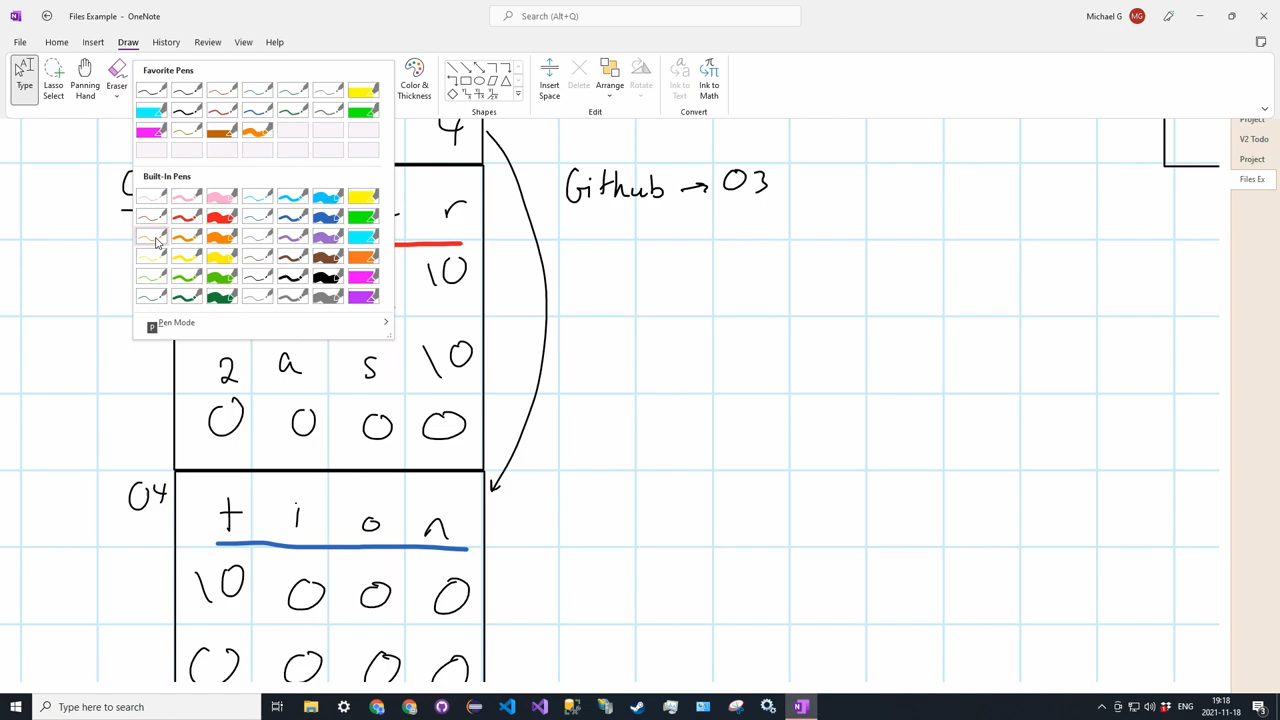 Files Example - OneNote
Search (Alt+Q)
Michael G
MG
File
Home
Insert
Draw
History
Review
View
Help
Type
Lasso
Select
Panning
Hand
Eraser
Favorite Pens
Color &
Thickness
Shapes
Insert
Space
Delete
Arrange
Rotate
Edit
Ink to
Text
Ink to
Math
Convert
Built-In Pens
P
Pen Mode
Project
V2 Todo
Project
Files Ex
4
Github → 03
r
10
2 a s 10
0 0 0 0
04
t i o n
10 0 0 0
0 0 0 0
Type here to search
19:18
2021-11-18